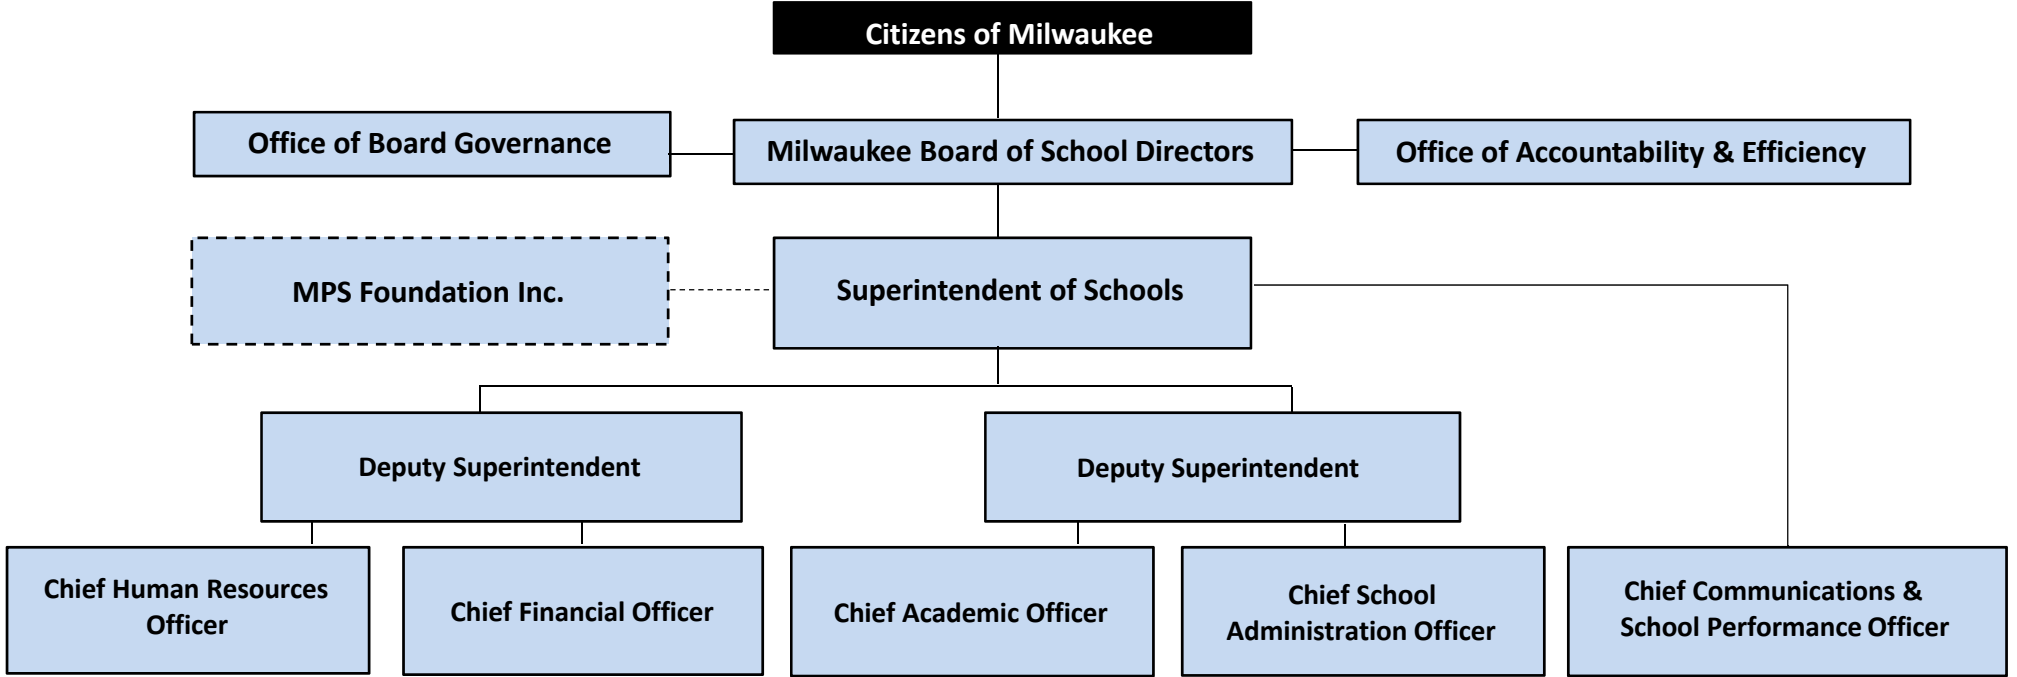 Citizens of Milwaukee
Office of Board Governance
Milwaukee Board of School Directors
Office of Accountability & Efficiency
MPS Foundation Inc.
Superintendent of Schools
Deputy Superintendent
Deputy Superintendent
Chief Human Resources
Officer
Chief Financial Officer
Chief Academic Officer
Chief School
Administration Officer
Chief Communications &
School Performance Officer